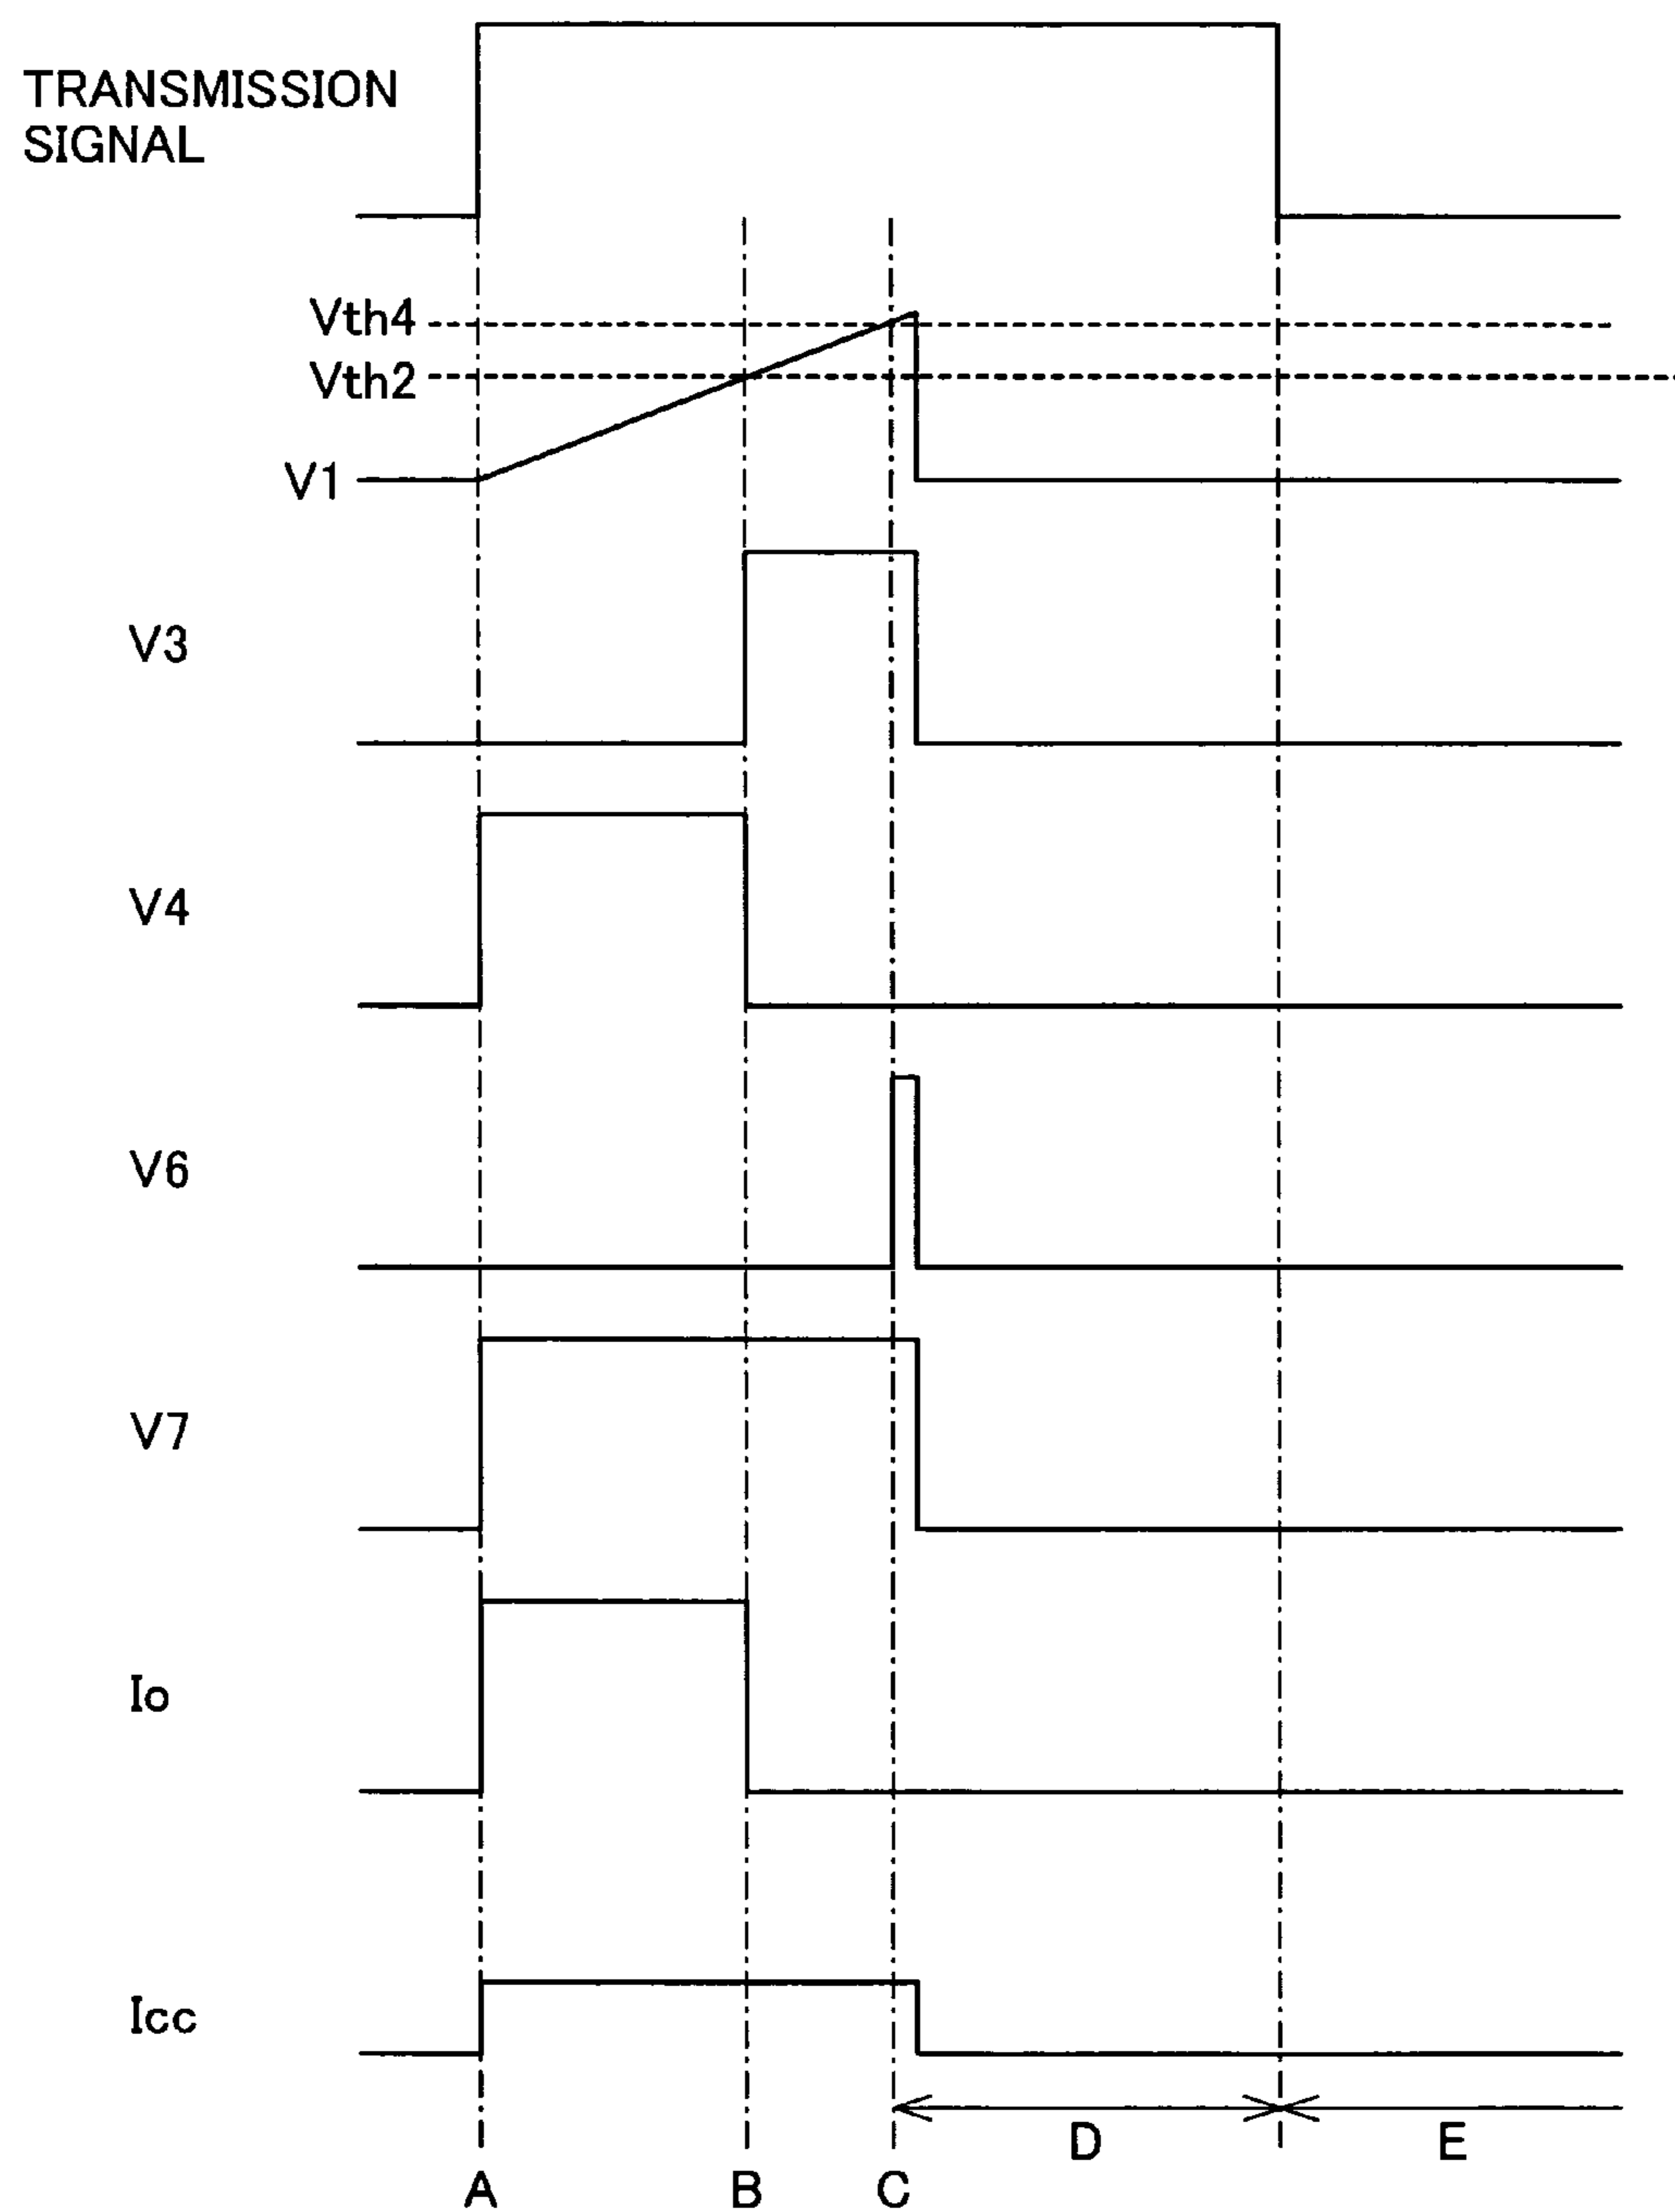 TRANSMISSION
SIGNAL
Vth4
Vth2
V1
V3
V4
V6
V7
Io
Icc
D
E
A
B
C